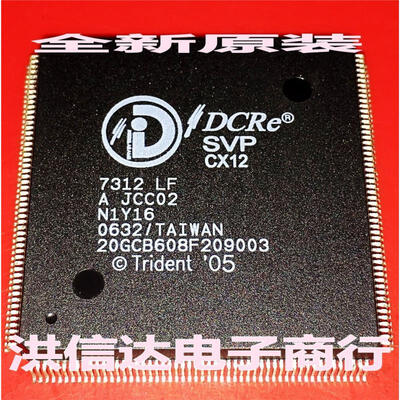 全新原装
DCRe®
SVP
CX12
7312 LF
A JCC02
N1Y16
0632/TAIWAN
20GCB608F209003
© Trident '05
洪信达电子商行